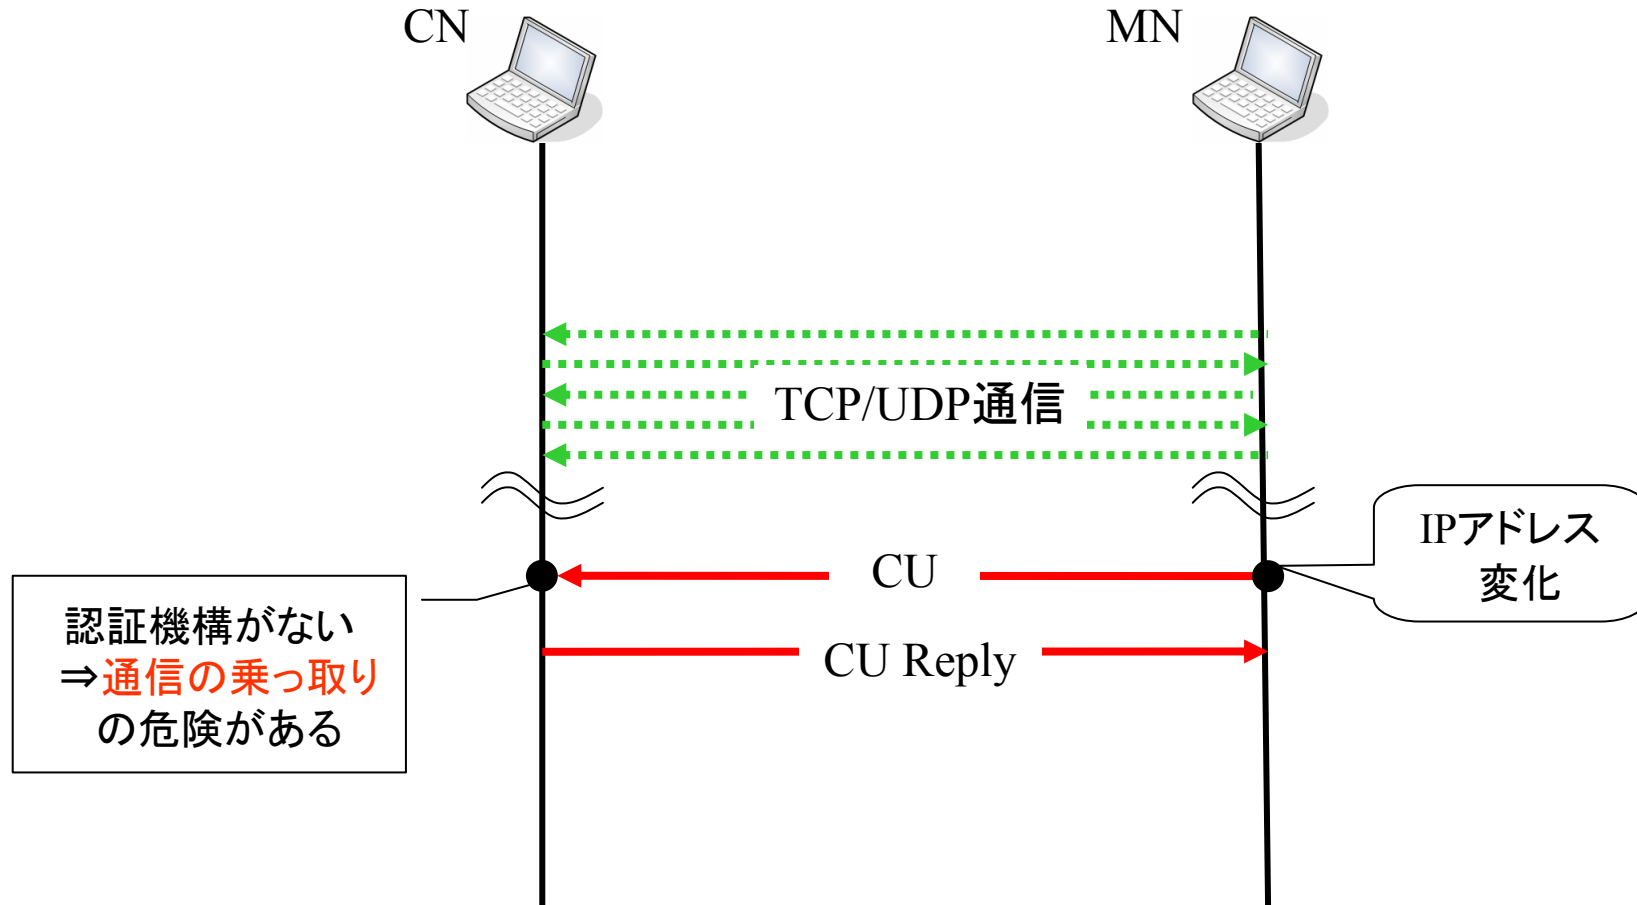 CN
MN
TCP/UDP通信
IPアドレス
変化
CU
認証機構がない
⇒通信の乗っ取り
の危険がある
CU Reply